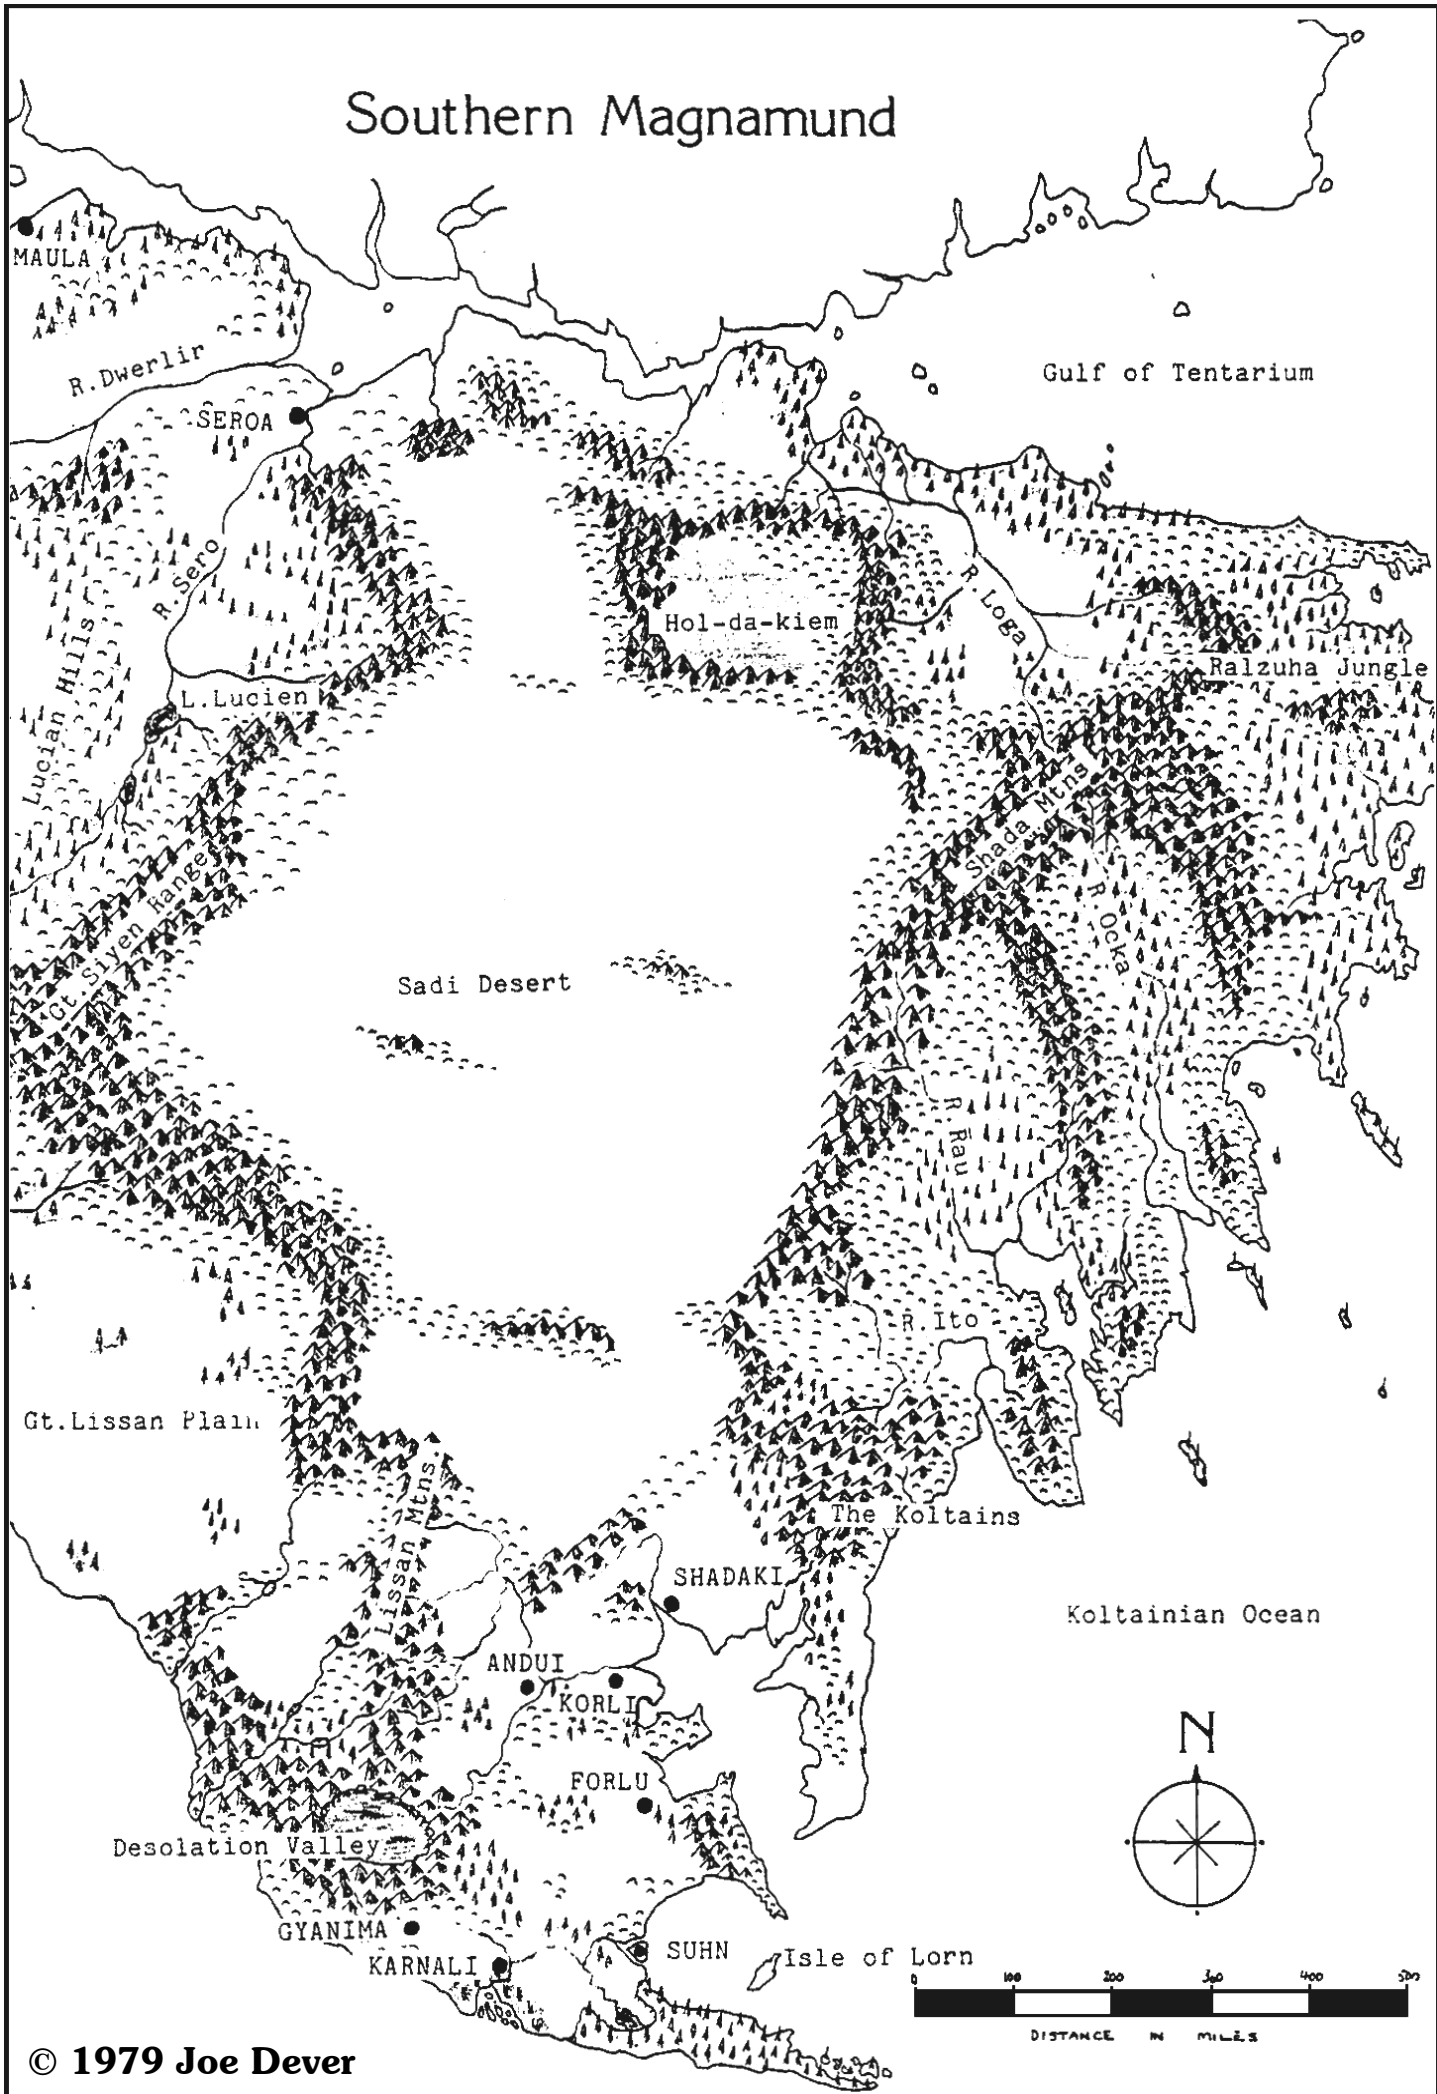 Southern Magnamund
MAULA
R.Dwerlir
Gulf of Tentarium
SEROA
R.Sero
Hol-da-kiem
R.Loga
Lucian Hills
L.Lucien
Ralzuha Jungle
Shada Mtns
Gt.Siyen Range
R Ocka
Sadi Desert
R Rau
R.Ito
Gt.Lissan Plain
Lissan Mtns.
The Koltains
SHADAKI
Koltainian Ocean
ANDUI
KORLI
N
FORLU
Desolation Valley
GYANIMA
SUHN
Isle of Lorn
KARNALI
0 100 200 300 400 500
DISTANCE IN MILES
© 1979 Joe Dever